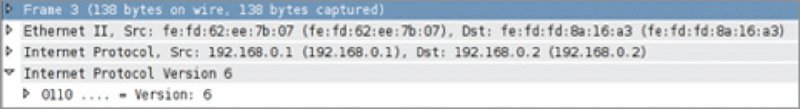 Frame 3 (138 bytes on wire, 138 bytes captured)
Ethernet II, Src: fe:fd:62:ee:7b:07 (fe:fd:62:ee:7b:07), Dst: fe:fd:fd:8a:16:a3 (fe:fd:fd:8a:16:a3)
Internet Protocol, Src: 192.168.0.1 (192.168.0.1), Dst: 192.168.0.2 (192.168.0.2)
Internet Protocol Version 6
0110 .... = Version: 6